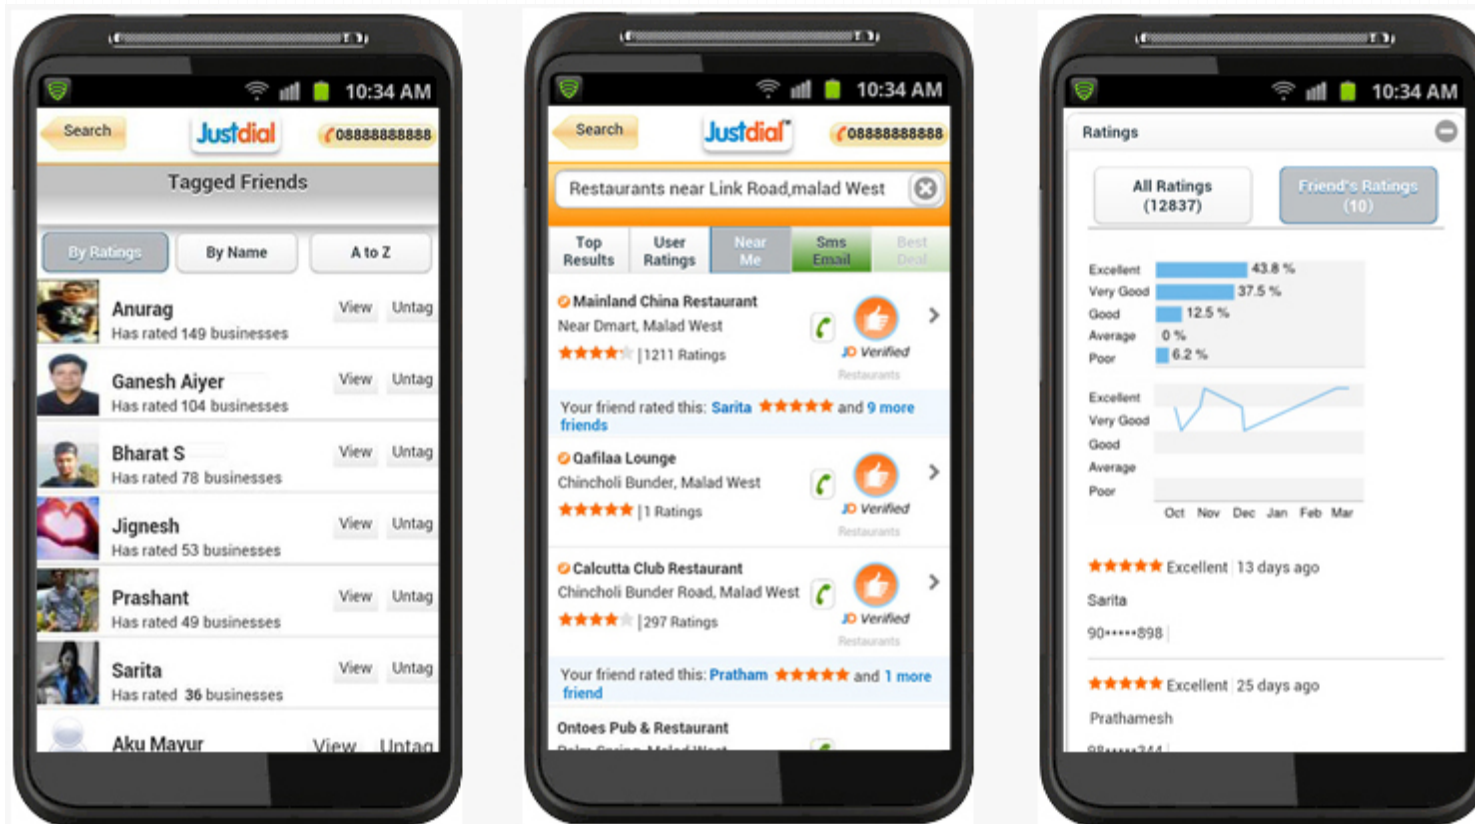 10:34 AM
Search
Justdial
08888888888
Tagged Friends
By Ratings By Name A to Z
Anurag
View Untag
Has rated 149 businesses
Ganesh Aiyer
View Untag
Has rated 104 businesses
Bharat S
View Untag
Has rated 78 businesses
Jignesh
View Untag
Has rated 53 businesses
Prashant
View Untag
Has rated 49 businesses
Sarita
View Untag
Has rated 36 businesses
Aku Mayur
View Untag
10:34 AM
Search
Justdial™
08888888888
Restaurants near Link Road,malad West
Top Results
User Ratings
Near Me
Sms Email
Best Deal
Mainland China Restaurant
Near Dmart, Malad West
1211 Ratings
JD Verified
Restaurants
Your friend rated this: Sarita and 9 more
friends
Qafilaa Lounge
Chincholi Bunder, Malad West
1 Ratings
JD Verified
Restaurants
Calcutta Club Restaurant
Chincholi Bunder Road, Malad West
297 Ratings
JD Verified
Restaurants
Your friend rated this: Pratham and 1 more
friend
Ontoes Pub & Restaurant
Palm Spring, Malad West
10:34 AM
Ratings
All Ratings
(12837)
Friend's Ratings
(10)
Excellent 43.8 %
Very Good 37.5 %
Good 12.5 %
Average 0 %
Poor 6.2 %
Excellent
Very Good
Good
Average
Poor
Oct Nov Dec Jan Feb Mar
Excellent | 13 days ago
Sarita
90*****898
Excellent | 25 days ago
Prathamesh
98*****344